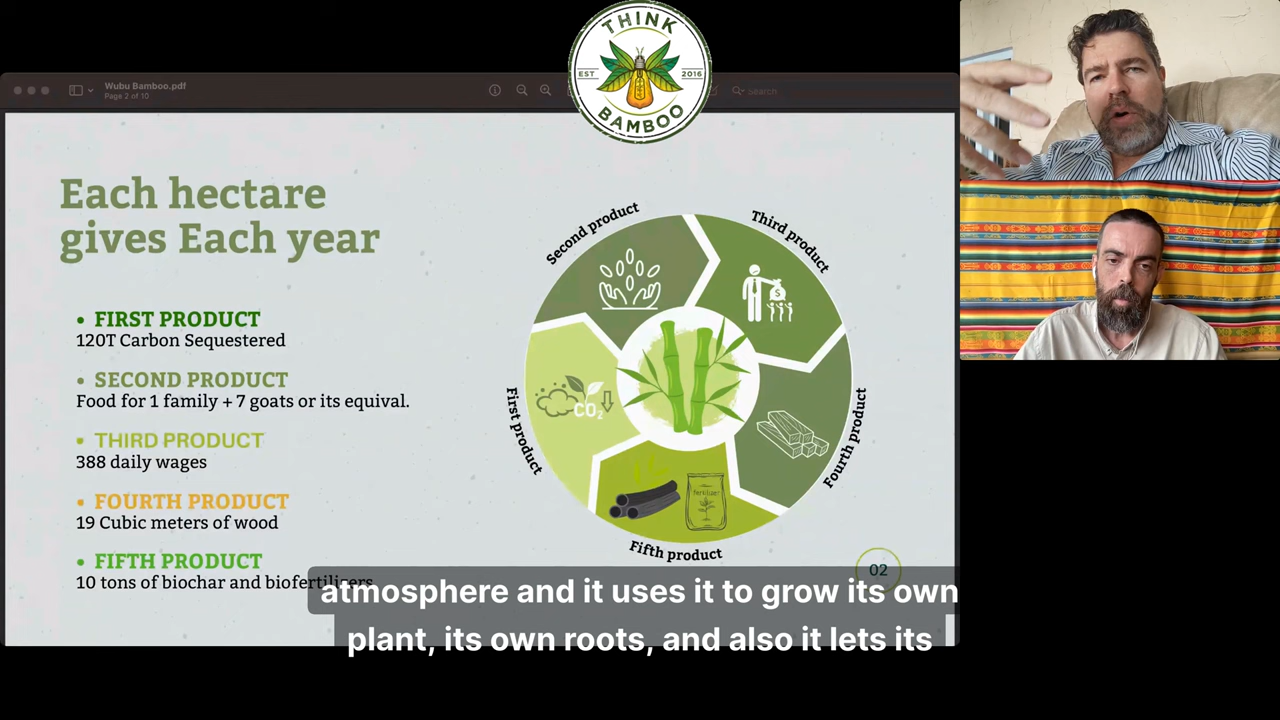 THINK
EST
2016
BAMBOO
Wubu Bamboo.pdf
Page 2 of 10
Search
Each hectare
gives Each year
• FIRST PRODUCT
120T Carbon Sequestered
• SECOND PRODUCT
Food for 1 family + 7 goats or its equival.
• THIRD PRODUCT
388 daily wages
• FOURTH PRODUCT
19 Cubic meters of wood
• FIFTH PRODUCT
10 tons of biochar and biofertilizers
Second product
Third product
First product
CO2
$
Fourth product
fertilizer
Fifth product
02
atmosphere and it uses it to grow its own
plant, its own roots, and also it lets its